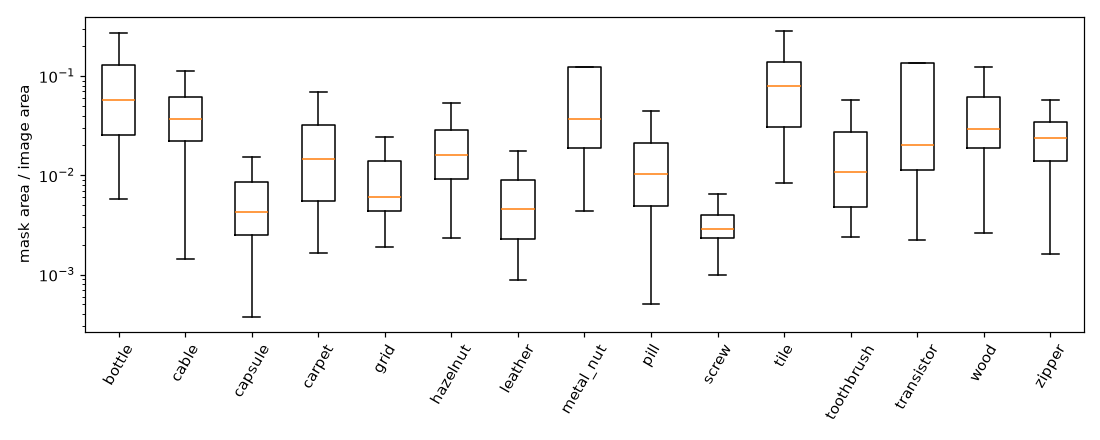 mask area / image area
10⁻¹
10⁻²
10⁻³
bottle
cable
capsule
carpet
grid
hazelnut
leather
metal_nut
pill
screw
tile
toothbrush
transistor
wood
zipper